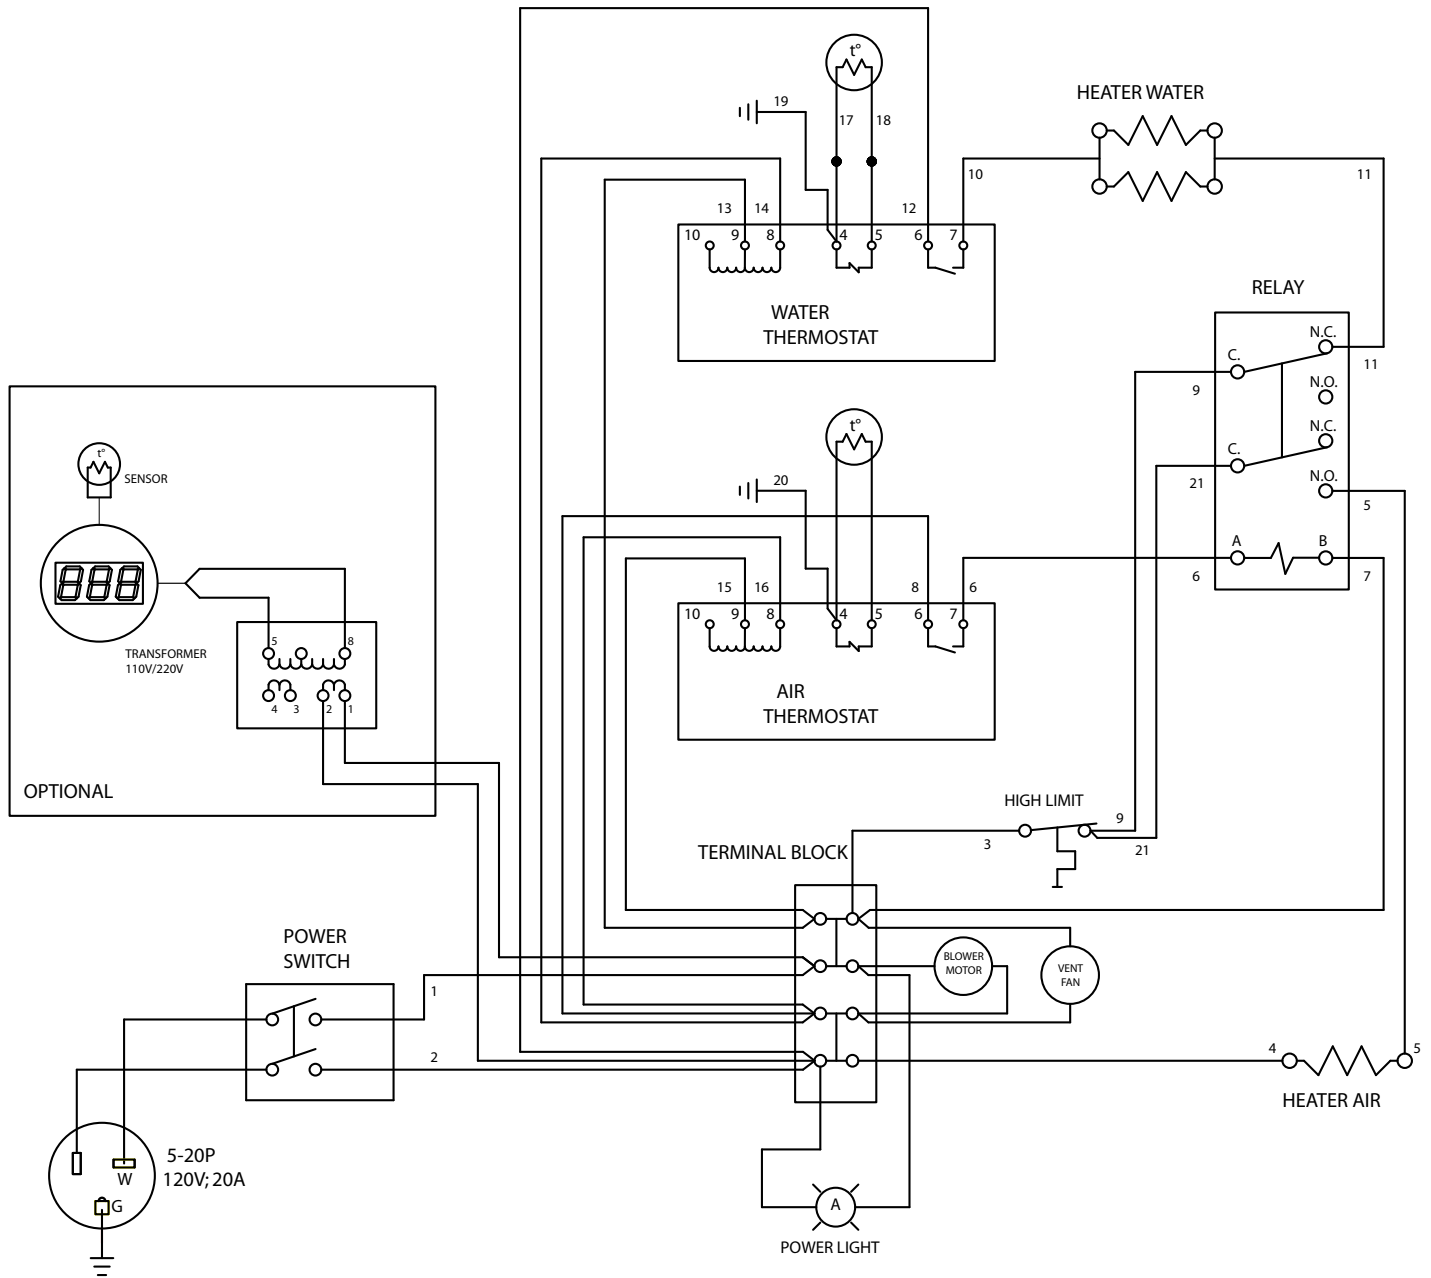 t°
19
17
18
HEATER WATER
10
11
13
14
12
10
9
8
4
5
6
7
WATER
THERMOSTAT
RELAY
N.C.
C.
11
9
N.O.
N.C.
C.
21
N.O.
5
A
B
6
7
t°
20
15
16
8
6
10
9
8
4
5
6
7
AIR
THERMOSTAT
t°
SENSOR
888
TRANSFORMER
110V/220V
5
8
4
3
2
1
OPTIONAL
HIGH LIMIT
9
3
21
TERMINAL BLOCK
POWER
SWITCH
1
2
BLOWER
MOTOR
VENT
FAN
4
5
HEATER AIR
5-20P
120V; 20A
W
G
A
POWER LIGHT